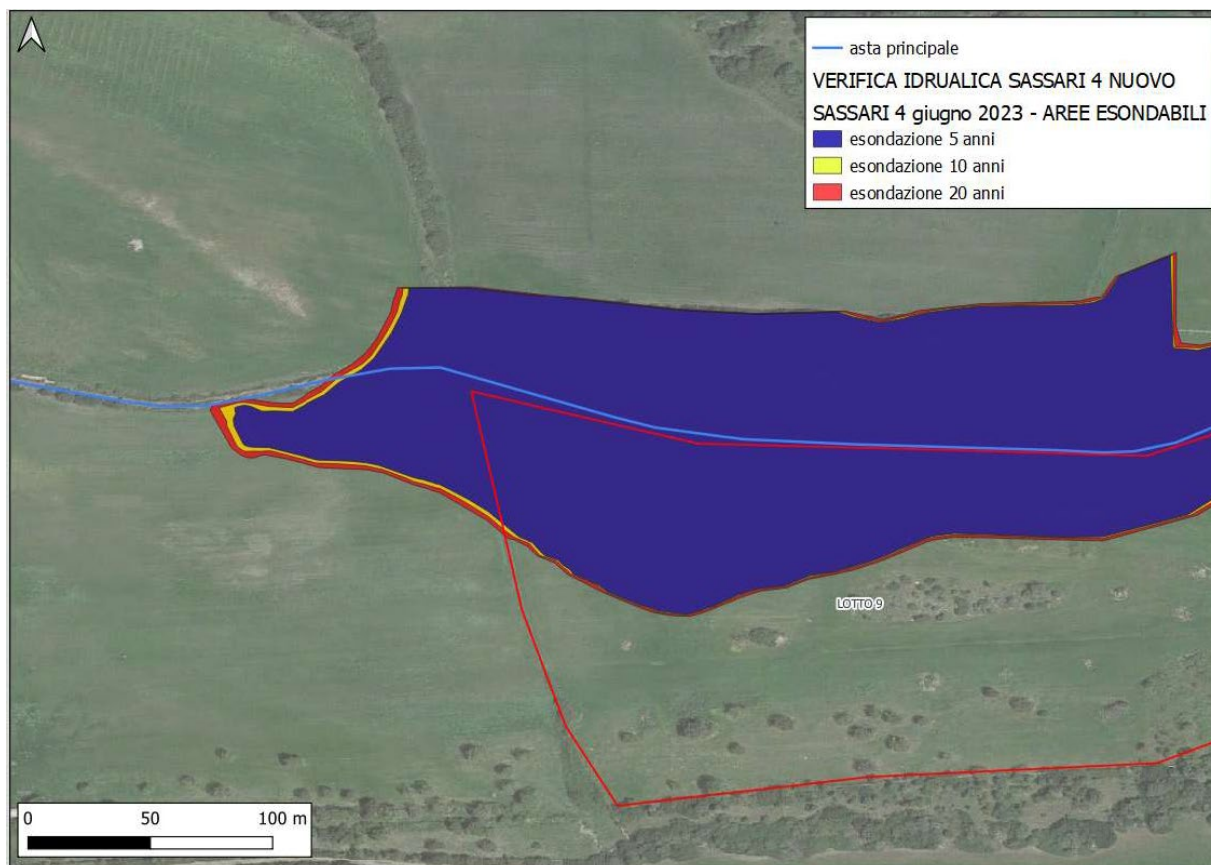 asta principale
VERIFICA IDRUALICA SASSARI 4 NUOVO
SASSARI 4 giugno 2023 - AREE ESONDABILI
esondazione 5 anni
esondazione 10 anni
esondazione 20 anni
LOTTO 9
0 50 100 m